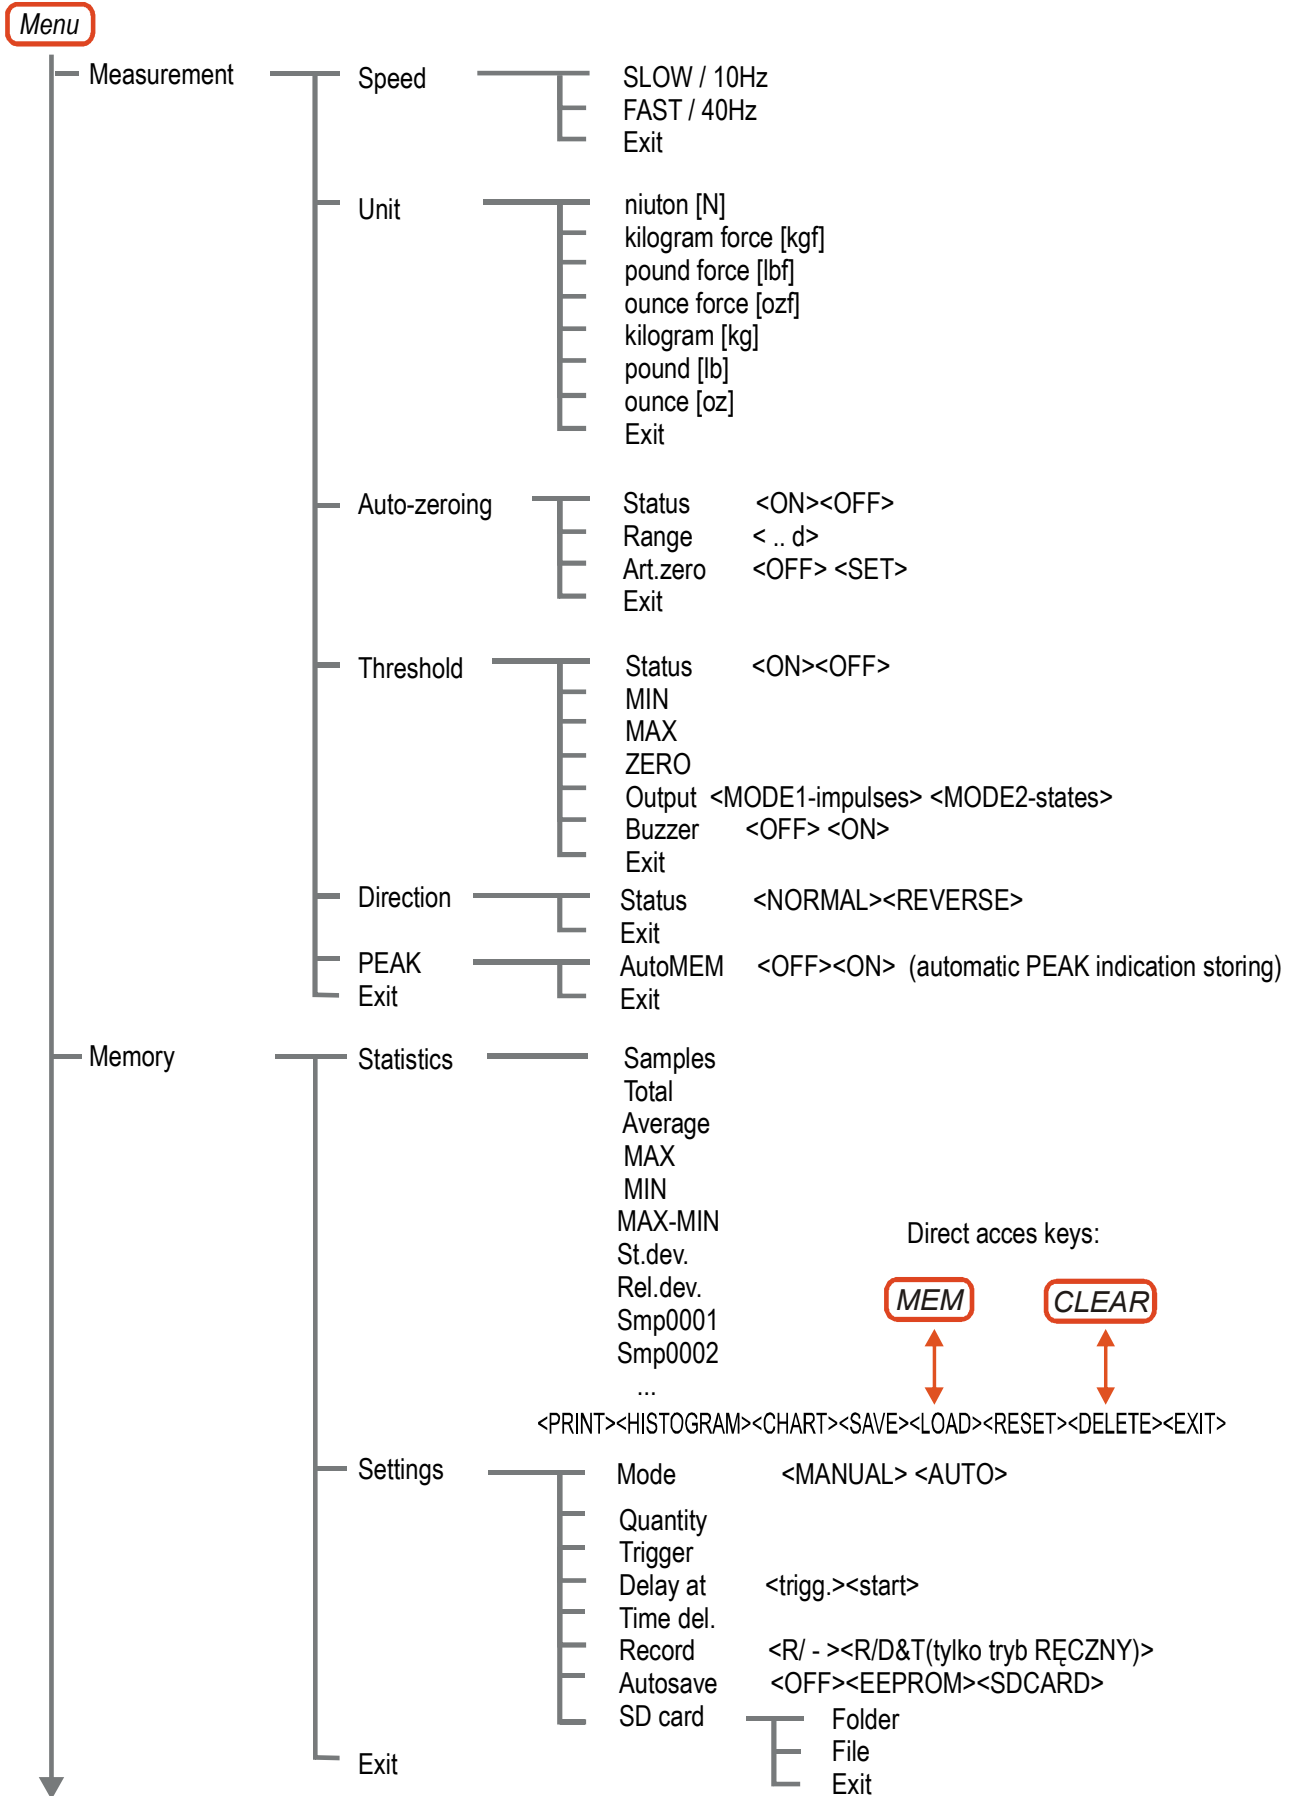 Menu
Measurement Speed SLOW / 10Hz
FAST / 40Hz
Exit
Unit niuton [N]
kilogram force [kgf]
pound force [lbf]
ounce force [ozf]
kilogram [kg]
pound [lb]
ounce [oz]
Exit
Auto-zeroing Status <ON><OFF>
Range < .. d>
Art.zero <OFF> <SET>
Exit
Threshold Status <ON><OFF>
MIN
MAX
ZERO
Output <MODE1-impulses> <MODE2-states>
Buzzer <OFF> <ON>
Exit
Direction Status <NORMAL><REVERSE>
Exit
PEAK AutoMEM <OFF><ON> (automatic PEAK indication storing)
Exit Exit
Memory Statistics Samples
Total
Average
MAX
MIN
MAX-MIN
Direct acces keys:
St.dev.
Rel.dev.
MEM CLEAR
Smp0001
Smp0002
...
<PRINT><HISTOGRAM><CHART><SAVE><LOAD><RESET><DELETE><EXIT>
Settings Mode <MANUAL> <AUTO>
Quantity
Trigger
Delay at <trigg.><start>
Time del.
Record <R/ - ><R/D&T(tylko tryb RĘCZNY)>
Autosave <OFF><EEPROM><SDCARD>
SD card Folder
File
Exit Exit